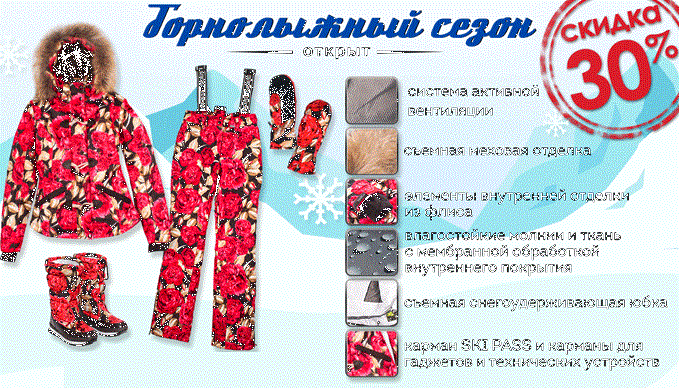 Горнолыжный сезон
открыт
скидка
30%
система активной
вентиляции
съемная меховая отделка
элементы внутренней отделки
из флиса
влагостойкие молнии и ткань
с мембранной обработкой
внутреннего покрытия
съемная снегоудерживающая юбка
карман SKI PASS и карманы для
гаджетов и технических устройств